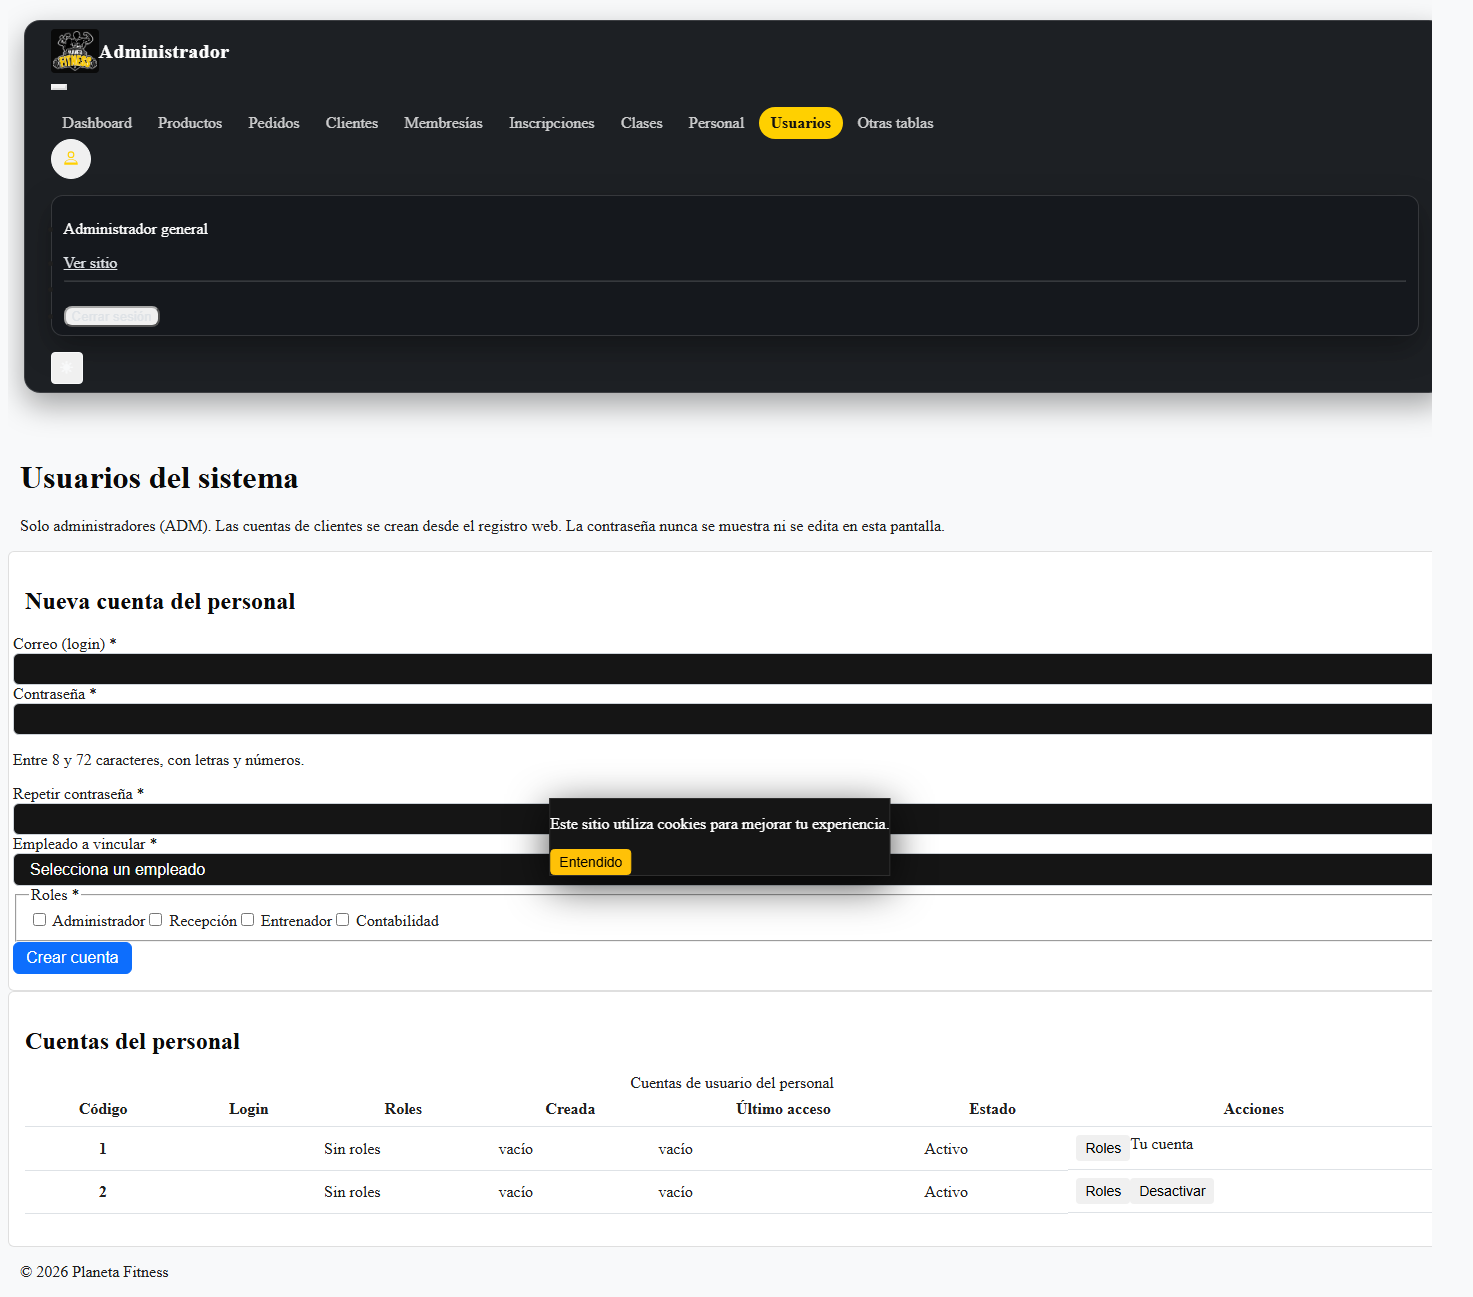 PLANETA
FITNESS
Administrador
Dashboard Productos Pedidos Clientes Membresías Inscripciones Clases Personal Usuarios Otras tablas
Administrador general
Ver sitio
Cerrar sesión
Usuarios del sistema
Solo administradores (ADM). Las cuentas de clientes se crean desde el registro web. La contraseña nunca se muestra ni se edita en esta pantalla.
Nueva cuenta del personal
Correo (login) *
Contraseña *
Entre 8 y 72 caracteres, con letras y números.
Repetir contraseña *
Este sitio utiliza cookies para mejorar tu experiencia.
Entendido
Empleado a vincular *
Selecciona un empleado
Roles *
Administrador Recepción Entrenador Contabilidad
Crear cuenta
Cuentas del personal
Cuentas de usuario del personal
Código Login Roles Creada Último acceso Estado Acciones
1 Sin roles vacío vacío Activo Roles Tu cuenta
2 Sin roles vacío vacío Activo Roles Desactivar
© 2026 Planeta Fitness